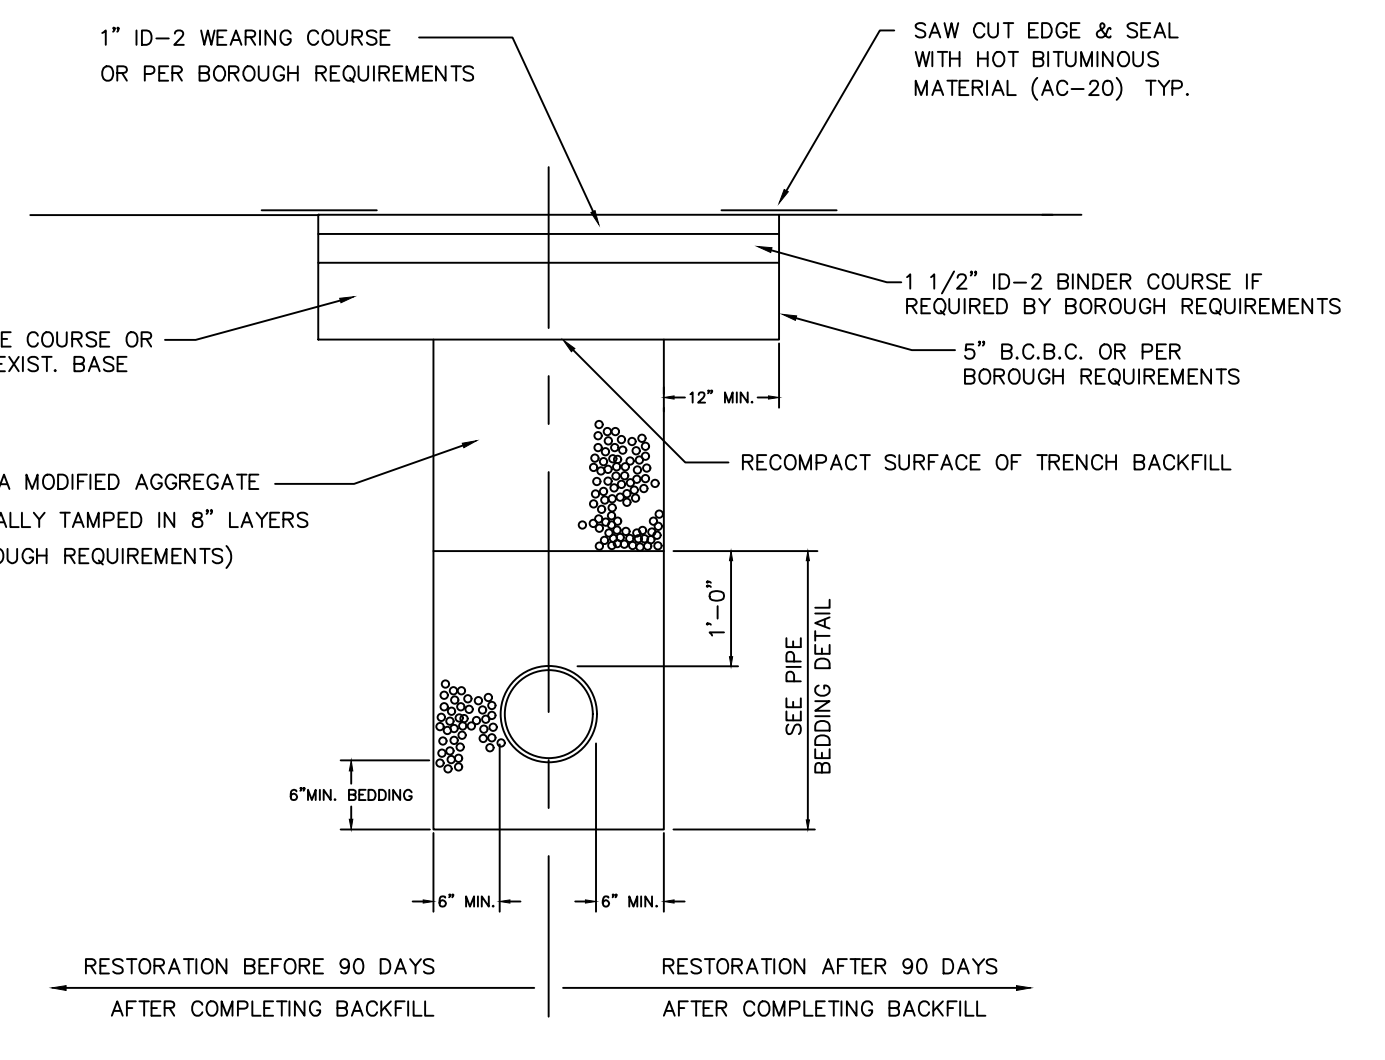 1" ID-2 WEARING COURSE
OR PER BOROUGH REQUIREMENTS
SAW CUT EDGE & SEAL
WITH HOT BITUMINOUS
MATERIAL (AC-20) TYP.
1 1/2" ID-2 BINDER COURSE IF
REQUIRED BY BOROUGH REQUIREMENTS
E COURSE OR
EXIST. BASE
5" B.C.B.C. OR PER
BOROUGH REQUIREMENTS
12" MIN.
RECOMPACT SURFACE OF TRENCH BACKFILL
A MODIFIED AGGREGATE
ALLY TAMPED IN 8" LAYERS
OUGH REQUIREMENTS)
1'-0"
SEE PIPE
BEDDING DETAIL
6"MIN. BEDDING
6" MIN.
6" MIN.
RESTORATION BEFORE 90 DAYS
AFTER COMPLETING BACKFILL
RESTORATION AFTER 90 DAYS
AFTER COMPLETING BACKFILL